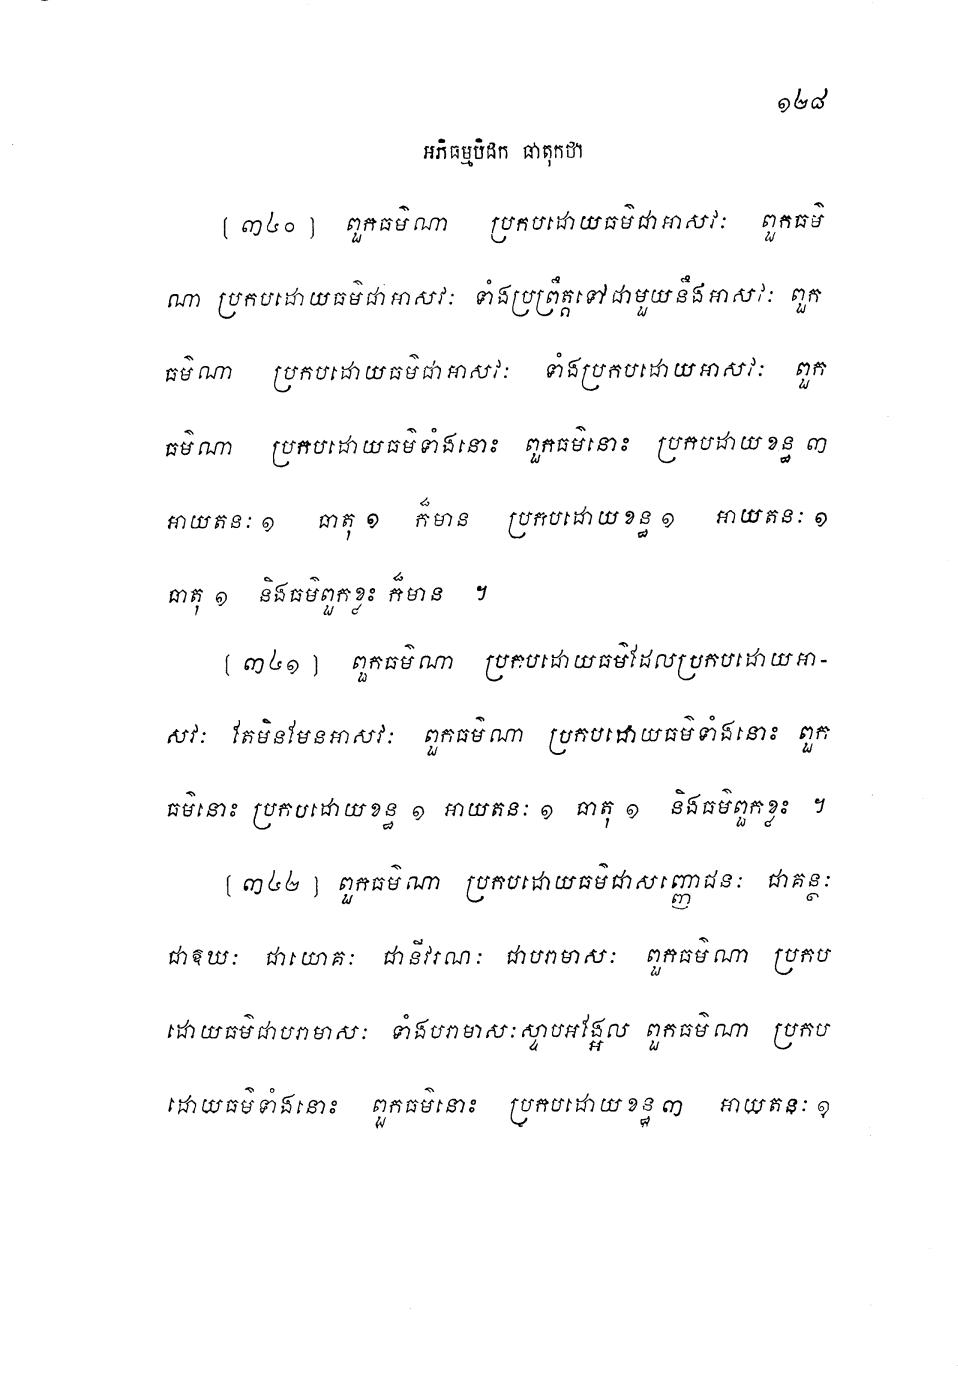 ១២៨
អភិធម្មបិដក ធាតុកថា
[ ៣៤០ ] ពួកធម៌ណា ប្រកបដោយធម៌ជាអាសវៈ ពួកធម៌
ណា ប្រកបដោយធម៌ជាអាសវៈ ទាំងប្រព្រឹត្តទៅជាមួយនឹងអាសវៈ ពួក
ធម៌ណា ប្រកបដោយធម៌ជាអាសវៈ ទាំងប្រកបដោយអាសវៈ ពួក
ធម៌ណា ប្រកបដោយធម៌ទាំងនោះ ពួកធម៌នោះ ប្រកបដោយខន្ធ ៣
អាយតនៈ ១ ធាតុ ១ ក៏មាន ប្រកបដោយខន្ធ ១ អាយតនៈ ១
ធាតុ ១ និងធម៌ពួកខ្លះ ក៏មាន ។
[ ៣៤១ ] ពួកធម៌ណា ប្រកបដោយធម៌ដែលប្រកបដោយអា-
សវៈ តែមិនមែនអាសវៈ ពួកធម៌ណា ប្រកបដោយធម៌ទាំងនោះ ពួក
ធម៌នោះ ប្រកបដោយខន្ធ ១ អាយតនៈ ១ ធាតុ ១ និងធម៌ពួកខ្លះ ។
[ ៣៤២ ] ពួកធម៌ណា ប្រកបដោយធម៌ជាសញ្ញោជនៈ ជាគន្ថៈ
ជាឱឃៈ ជាយោគៈ ជានីវរណៈ ជាបរាមាសៈ ពួកធម៌ណា ប្រកប
ដោយធម៌ជាបរាមាសៈ ទាំងបរាមាសៈស្ទាបអង្អែល ពួកធម៌ណា ប្រកប
ដោយធម៌ទាំងនោះ ពួកធម៌នោះ ប្រកបដោយខន្ធ ៣ អាយតនៈ ១